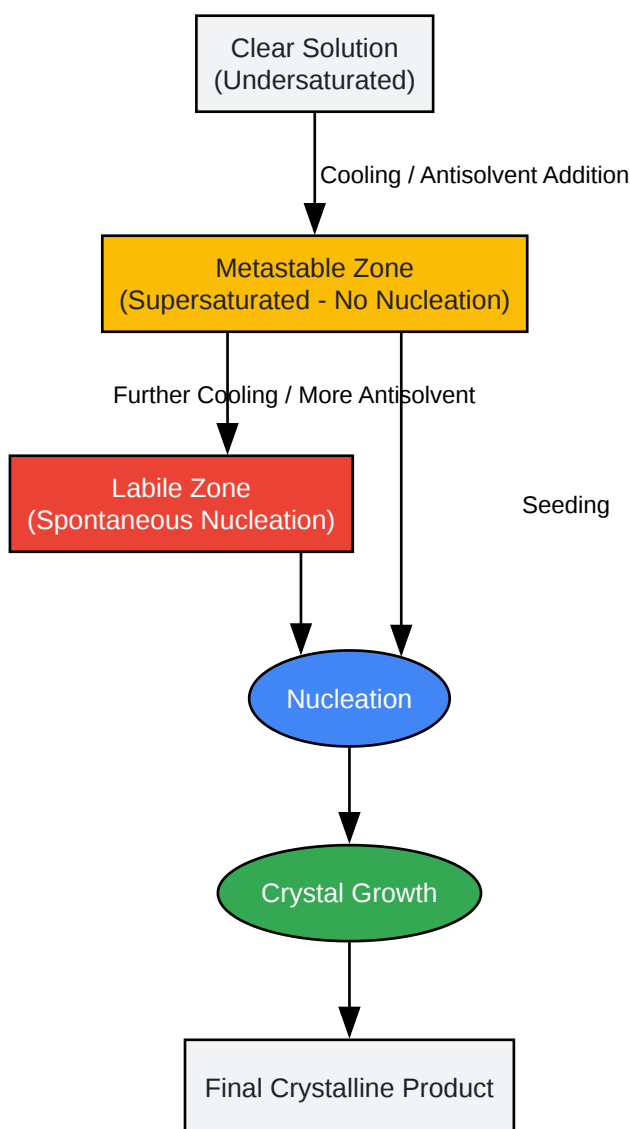 Clear Solution
(Undersaturated)
Cooling / Antisolvent Addition
Metastable Zone
(Supersaturated - No Nucleation)
Further Cooling / More Antisolvent
Labile Zone
(Spontaneous Nucleation)
Seeding
Nucleation
Crystal Growth
Final Crystalline Product